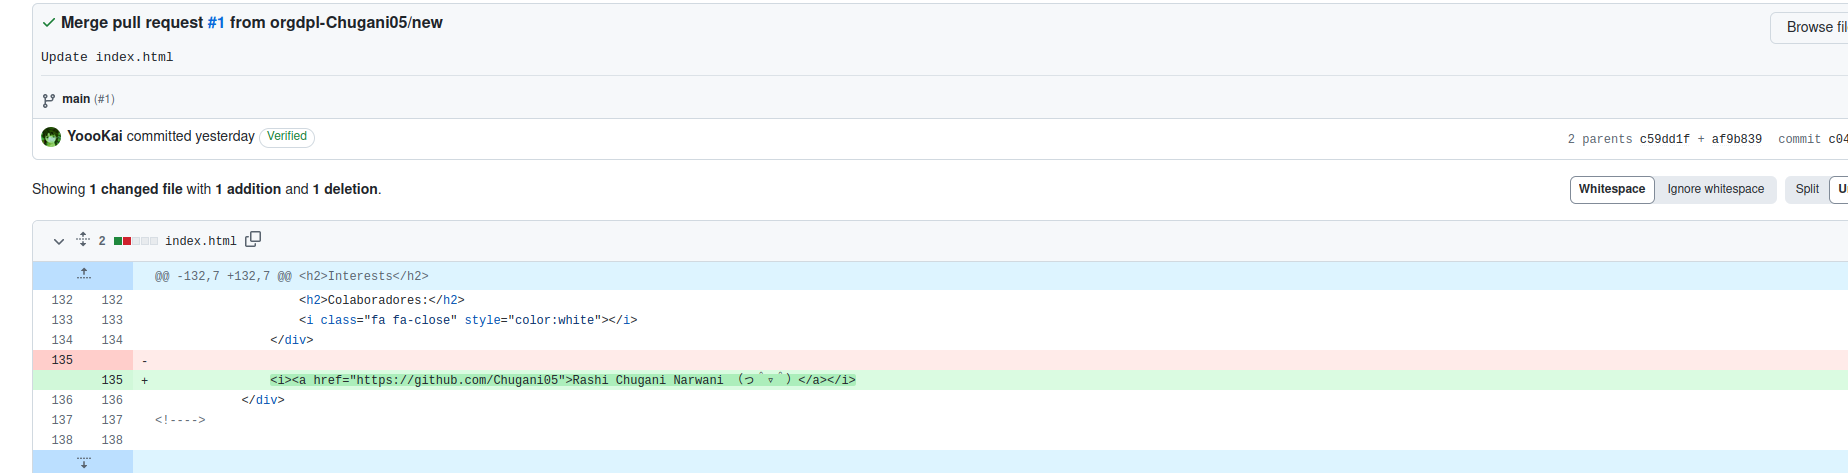 Merge pull request #1 from orgdpl-Chugani05/new
Browse fil
Update index.html
main (#1)
YoooKai committed yesterday Verified
2 parents c59dd1f + af9b839 commit c04
Showing 1 changed file with 1 addition and 1 deletion.
Whitespace Ignore whitespace Split U
2 index.html
@@ -132,7 +132,7 @@ <h2>Interests</h2>
132 132 <h2>Colaboradores:</h2>
133 133 <i class="fa fa-close" style="color:white"></i>
134 134 </div>
135 -
135 + <i><a href="https://github.com/Chugani05">Rashi Chugani Narwani （つ＾▿＾）</a></i>
136 136 </div>
137 137 <!---->
138 138